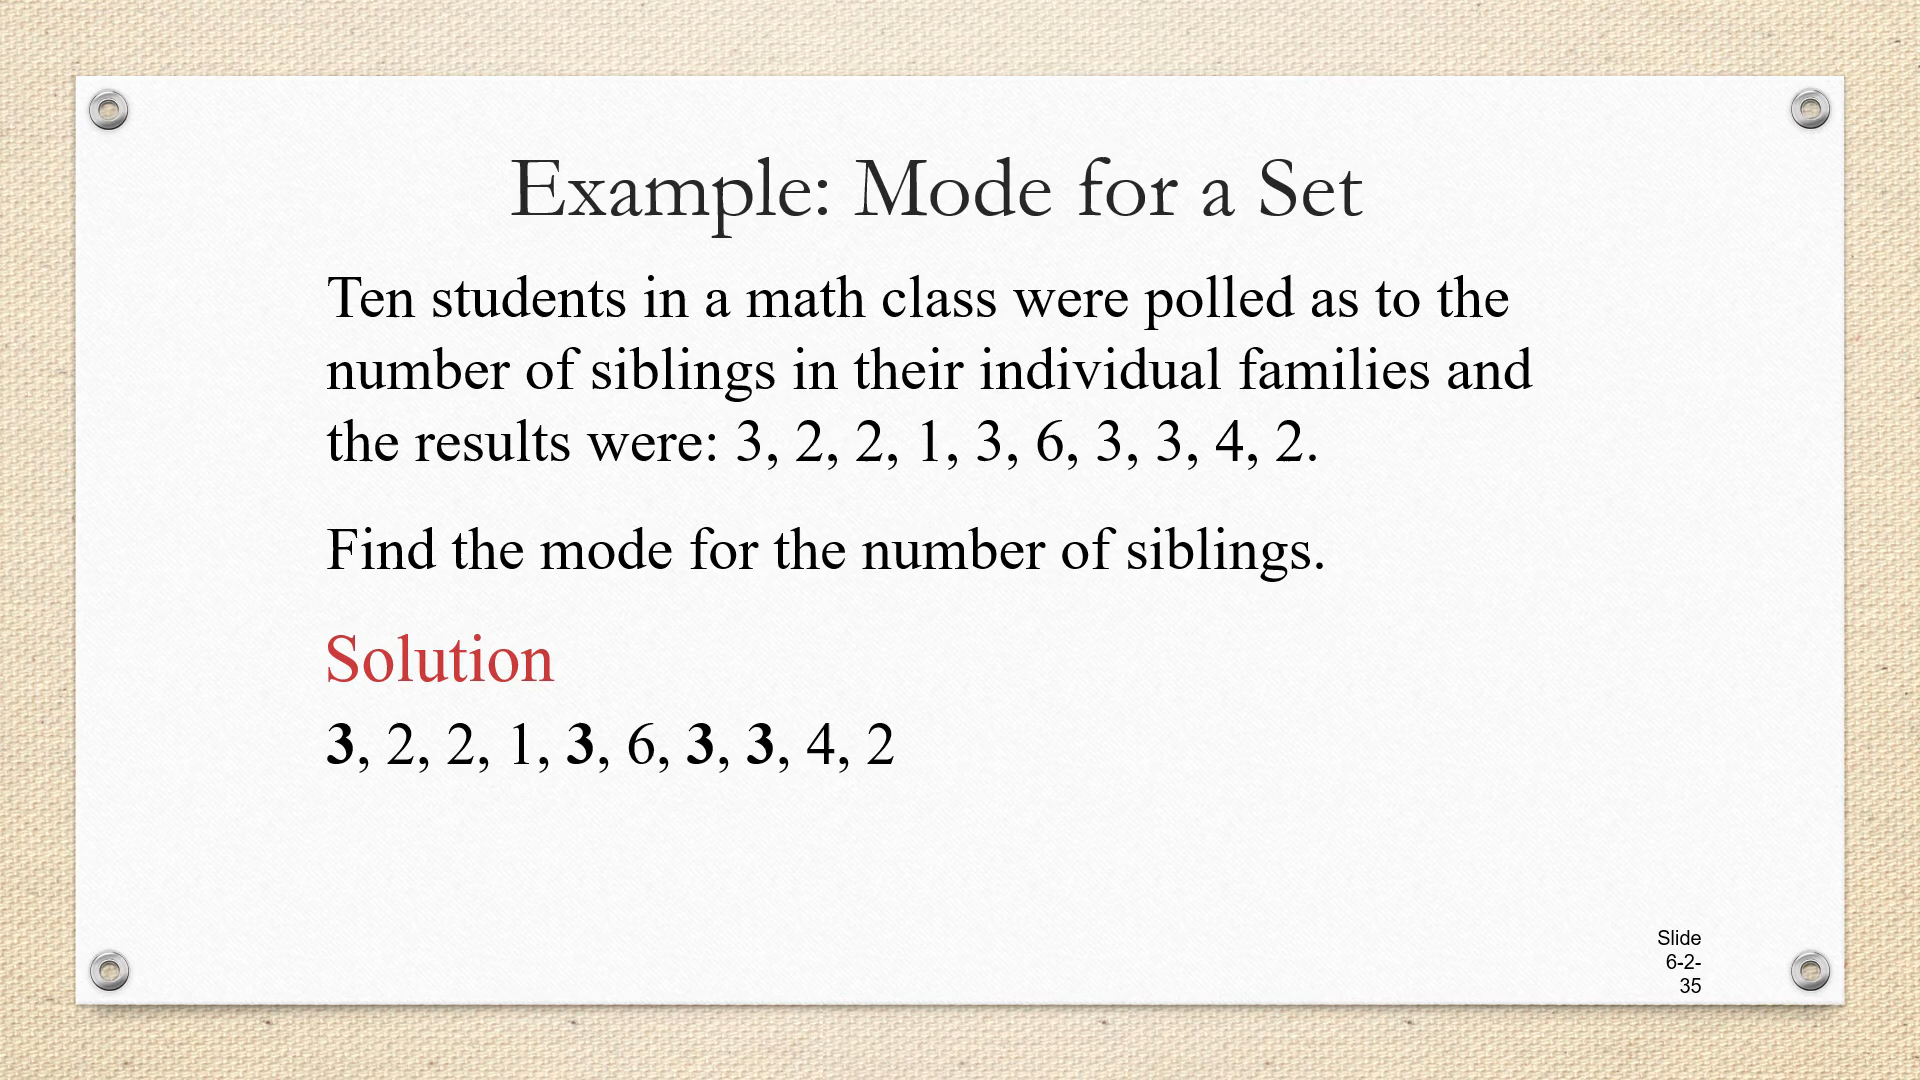 Example: Mode for a Set
Ten students in a math class were polled as to the
number of siblings in their individual families and
the results were: 3, 2, 2, 1, 3, 6, 3, 3, 4, 2.
Find the mode for the number of siblings.
Solution
3, 2, 2, 1, 3, 6, 3, 3, 4, 2
Slide
6-2-
35